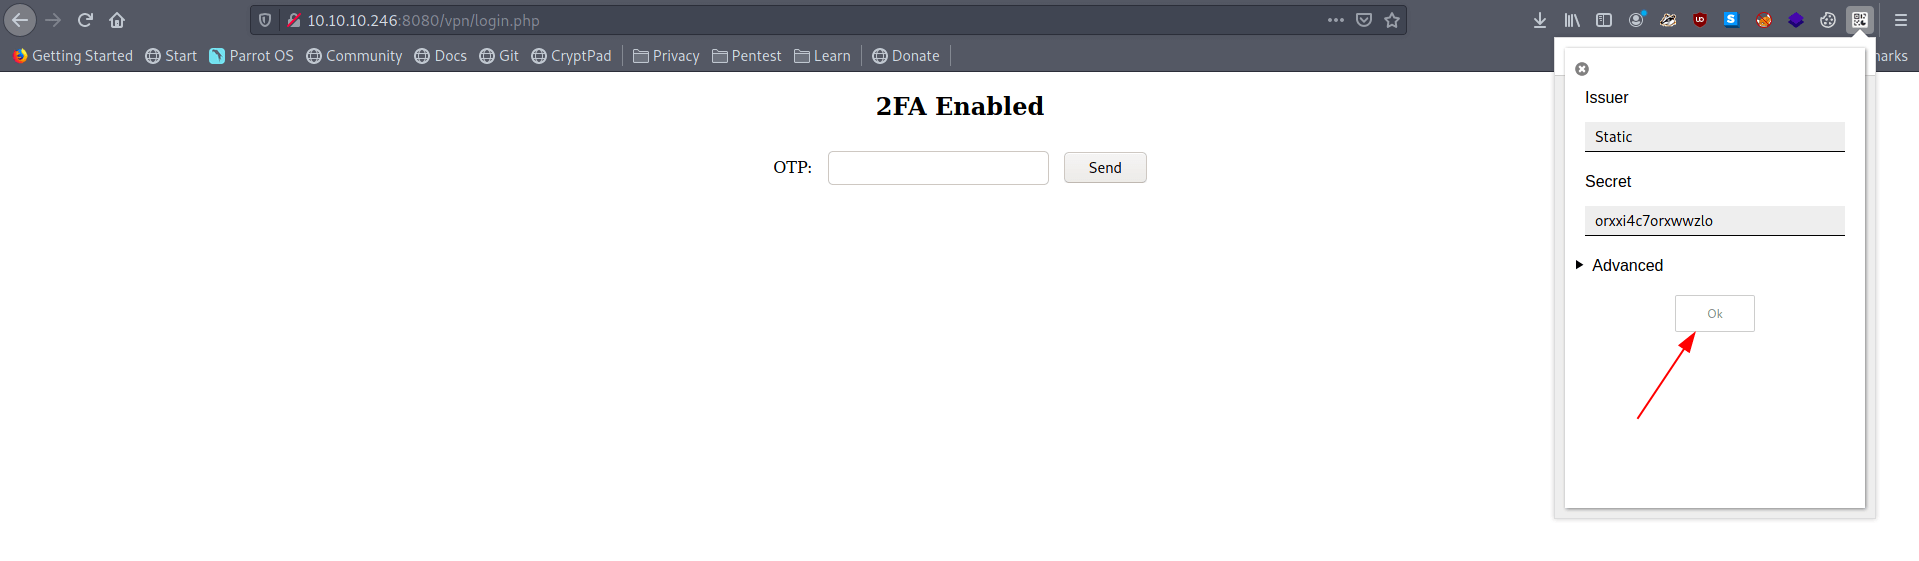 10.10.10.246:8080/vpn/login.php
Getting Started Start Parrot OS Community Docs Git CryptPad Privacy Pentest Learn Donate
2FA Enabled
OTP: Send
Issuer
Static
Secret
orxxi4c7orxwwzlo
Advanced
Ok